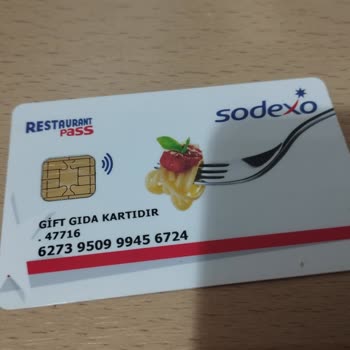 RESTAURANT
PASS
sodexo
GİFT GIDA KARTIDIR
. 47716
6273 9509 9945 6724